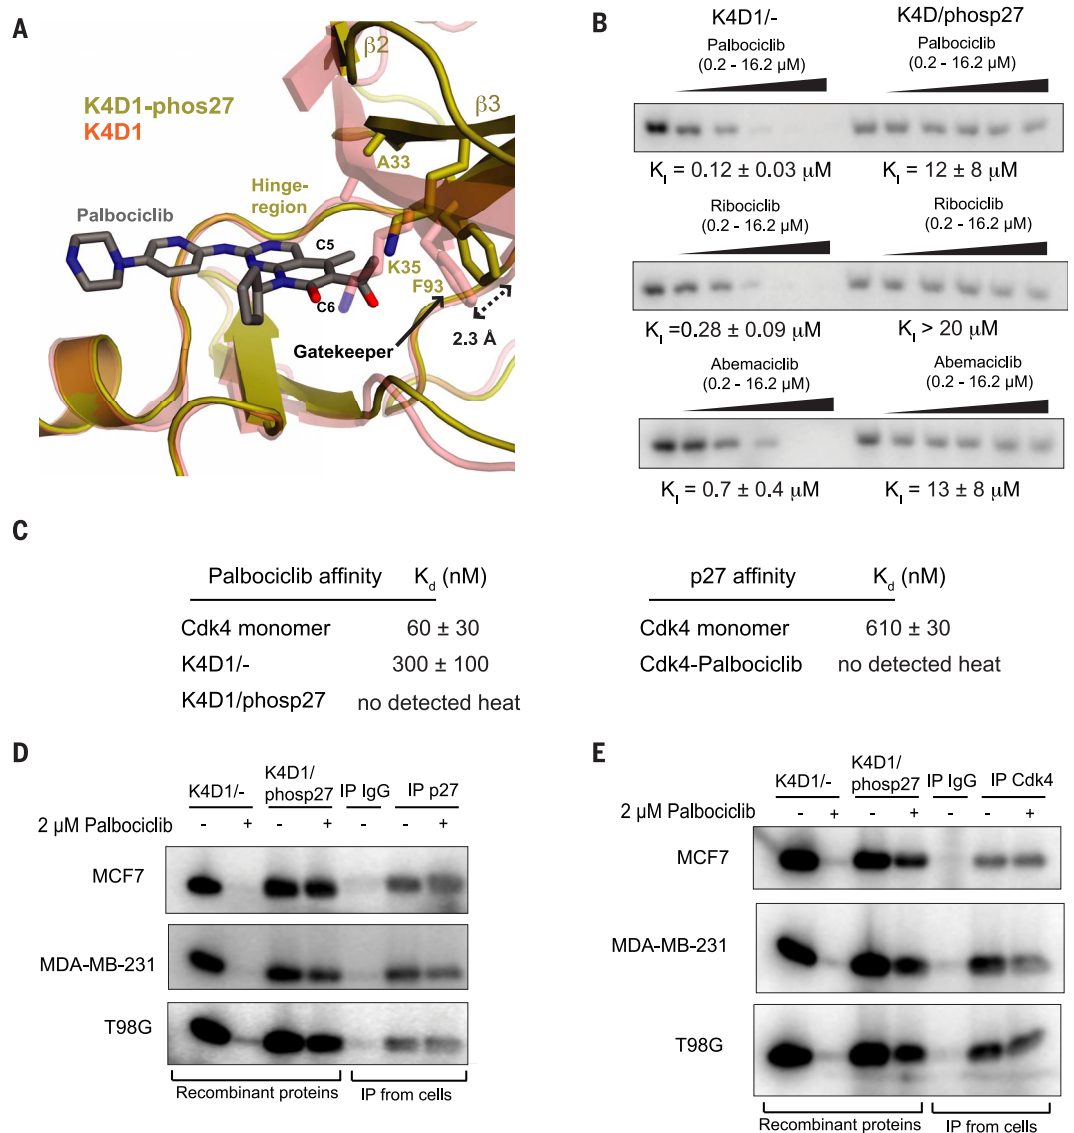 A
K4D1-phos27
K4D1
β2
β3
A33
Hinge-
region
Palbociclib
C5
K35
F93
C6
2.3 Å
Gatekeeper
B
K4D1/-
K4D/phosp27
Palbociclib
(0.2 - 16.2 µM)
Palbociclib
(0.2 - 16.2 µM)
K_I = 0.12 ± 0.03 µM
K_I = 12 ± 8 µM
Ribociclib
(0.2 - 16.2 µM)
Ribociclib
(0.2 - 16.2 µM)
K_I =0.28 ± 0.09 µM
K_I > 20 µM
Abemaciclib
(0.2 - 16.2 µM)
Abemaciclib
(0.2 - 16.2 µM)
K_I = 0.7 ± 0.4 µM
K_I = 13 ± 8 µM
C
Palbociclib affinity K_d (nM)
Cdk4 monomer 60 ± 30
K4D1/- 300 ± 100
K4D1/phosp27 no detected heat
p27 affinity K_d (nM)
Cdk4 monomer 610 ± 30
Cdk4-Palbociclib no detected heat
D
K4D1/-
K4D1/
phosp27
IP IgG
IP p27
2 µM Palbociclib - + - + - - +
MCF7
MDA-MB-231
T98G
Recombinant proteins
IP from cells
E
K4D1/-
K4D1/
phosp27
IP IgG
IP Cdk4
2 µM Palbociclib - + - + - - +
MCF7
MDA-MB-231
T98G
Recombinant proteins
IP from cells